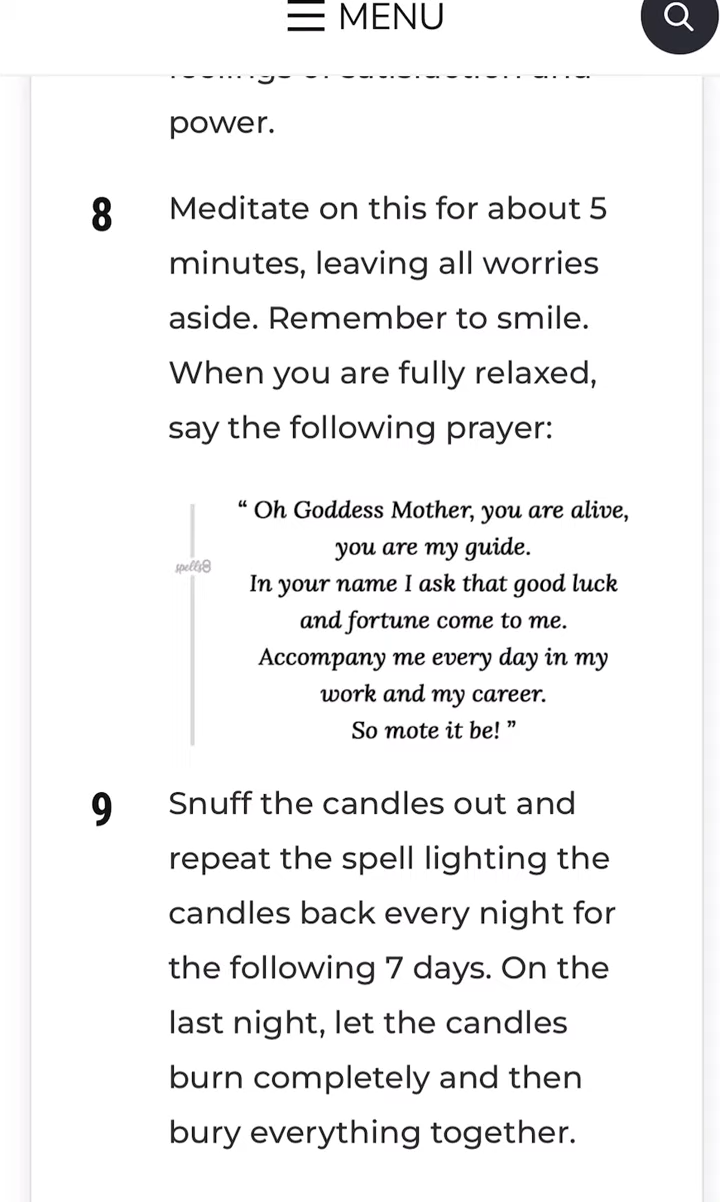 MENU
power.
8 Meditate on this for about 5
minutes, leaving all worries
aside. Remember to smile.
When you are fully relaxed,
say the following prayer:
“ Oh Goddess Mother, you are alive,
you are my guide.
spells8
In your name I ask that good luck
and fortune come to me.
Accompany me every day in my
work and my career.
So mote it be! ”
9 Snuff the candles out and
repeat the spell lighting the
candles back every night for
the following 7 days. On the
last night, let the candles
burn completely and then
bury everything together.